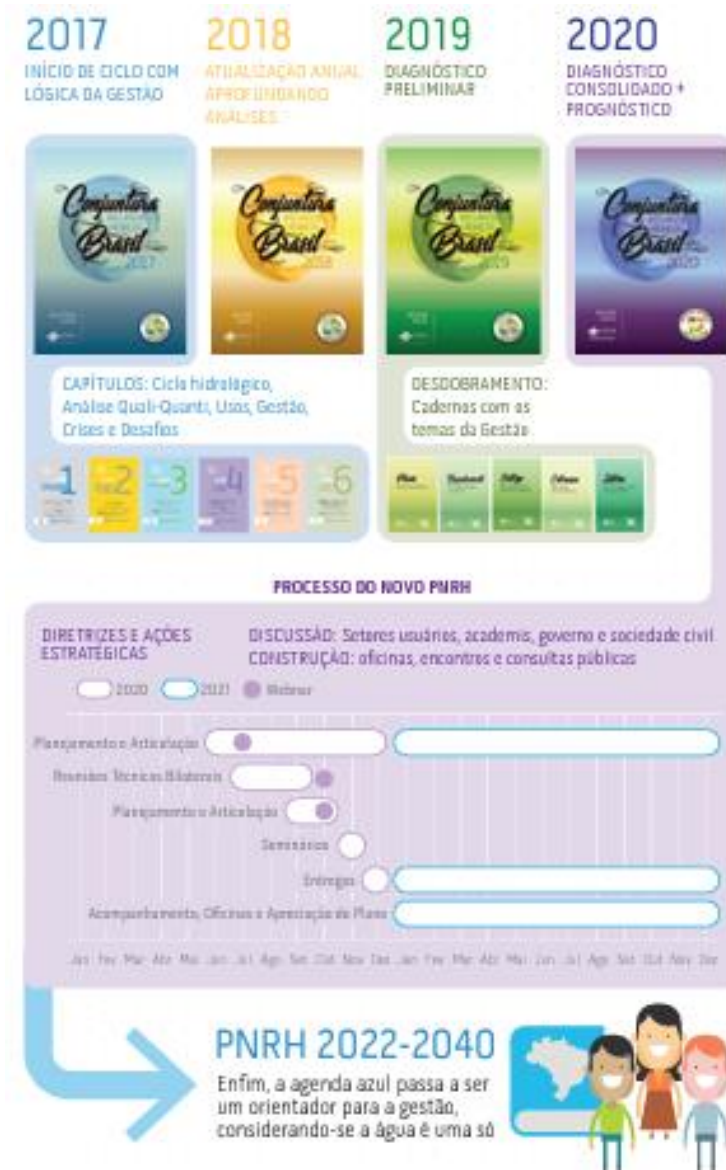 2017
INÍCIO DE CICLO COM
LÓGICA DA GESTÃO
2018
ATUALIZAÇÃO ANUAL
APROFUNDANDO
ANÁLISES
2019
DIAGNÓSTICO
PRELIMINAR
2020
DIAGNÓSTICO
CONSOLIDADO +
PROGNÓSTICO
Conjuntura
Brasil
2017
Conjuntura
Brasil
2018
Conjuntura
Brasil
2019
Conjuntura
Brasil
2020
CAPÍTULOS: Ciclo hidrológico,
Análise Quali-Quanti, Usos, Gestão,
Crises e Desafios
DESDOBRAMENTO:
Cadernos com os
temas da Gestão
1
2
3
4
5
6
PROCESSO DO NOVO PNRH
DIRETRIZES E AÇÕES
ESTRATÉGICAS
DISCUSSÃO: Setores usuários, academis, governo e sociedade civil
CONSTRUÇÃO: oficinas, encontros e consultas públicas
2020 2021 Webinar
Planejamento e Articulação
Reuniões Técnicas Bilaterais
Planejamento e Articulação
Seminários
Entregas
Acompanhamento, Oficinas e Apreciação do Plano
Jan Fev Mar Abr Mai Jun Jul Ago Set Out Nov Dez Jan Fev Mar Abr Mai Jun Jul Ago Set Out Nov Dez
PNRH 2022-2040
Enfim, a agenda azul passa a ser
um orientador para a gestão,
considerando-se a água é uma só